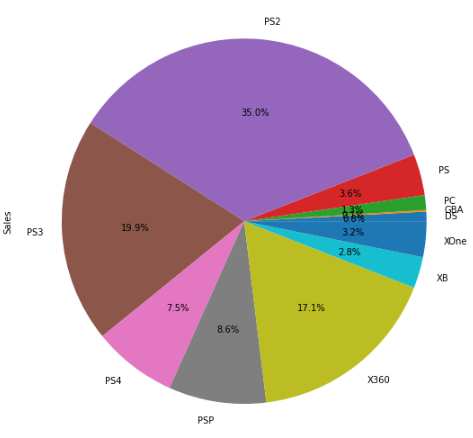 PS2
35.0%
PS
3.6%
PC
1.3%
GBA
DS
0.8%
XOne
3.2%
XB
2.8%
17.1%
X360
8.6%
PSP
7.5%
PS4
19.9%
PS3
Sales